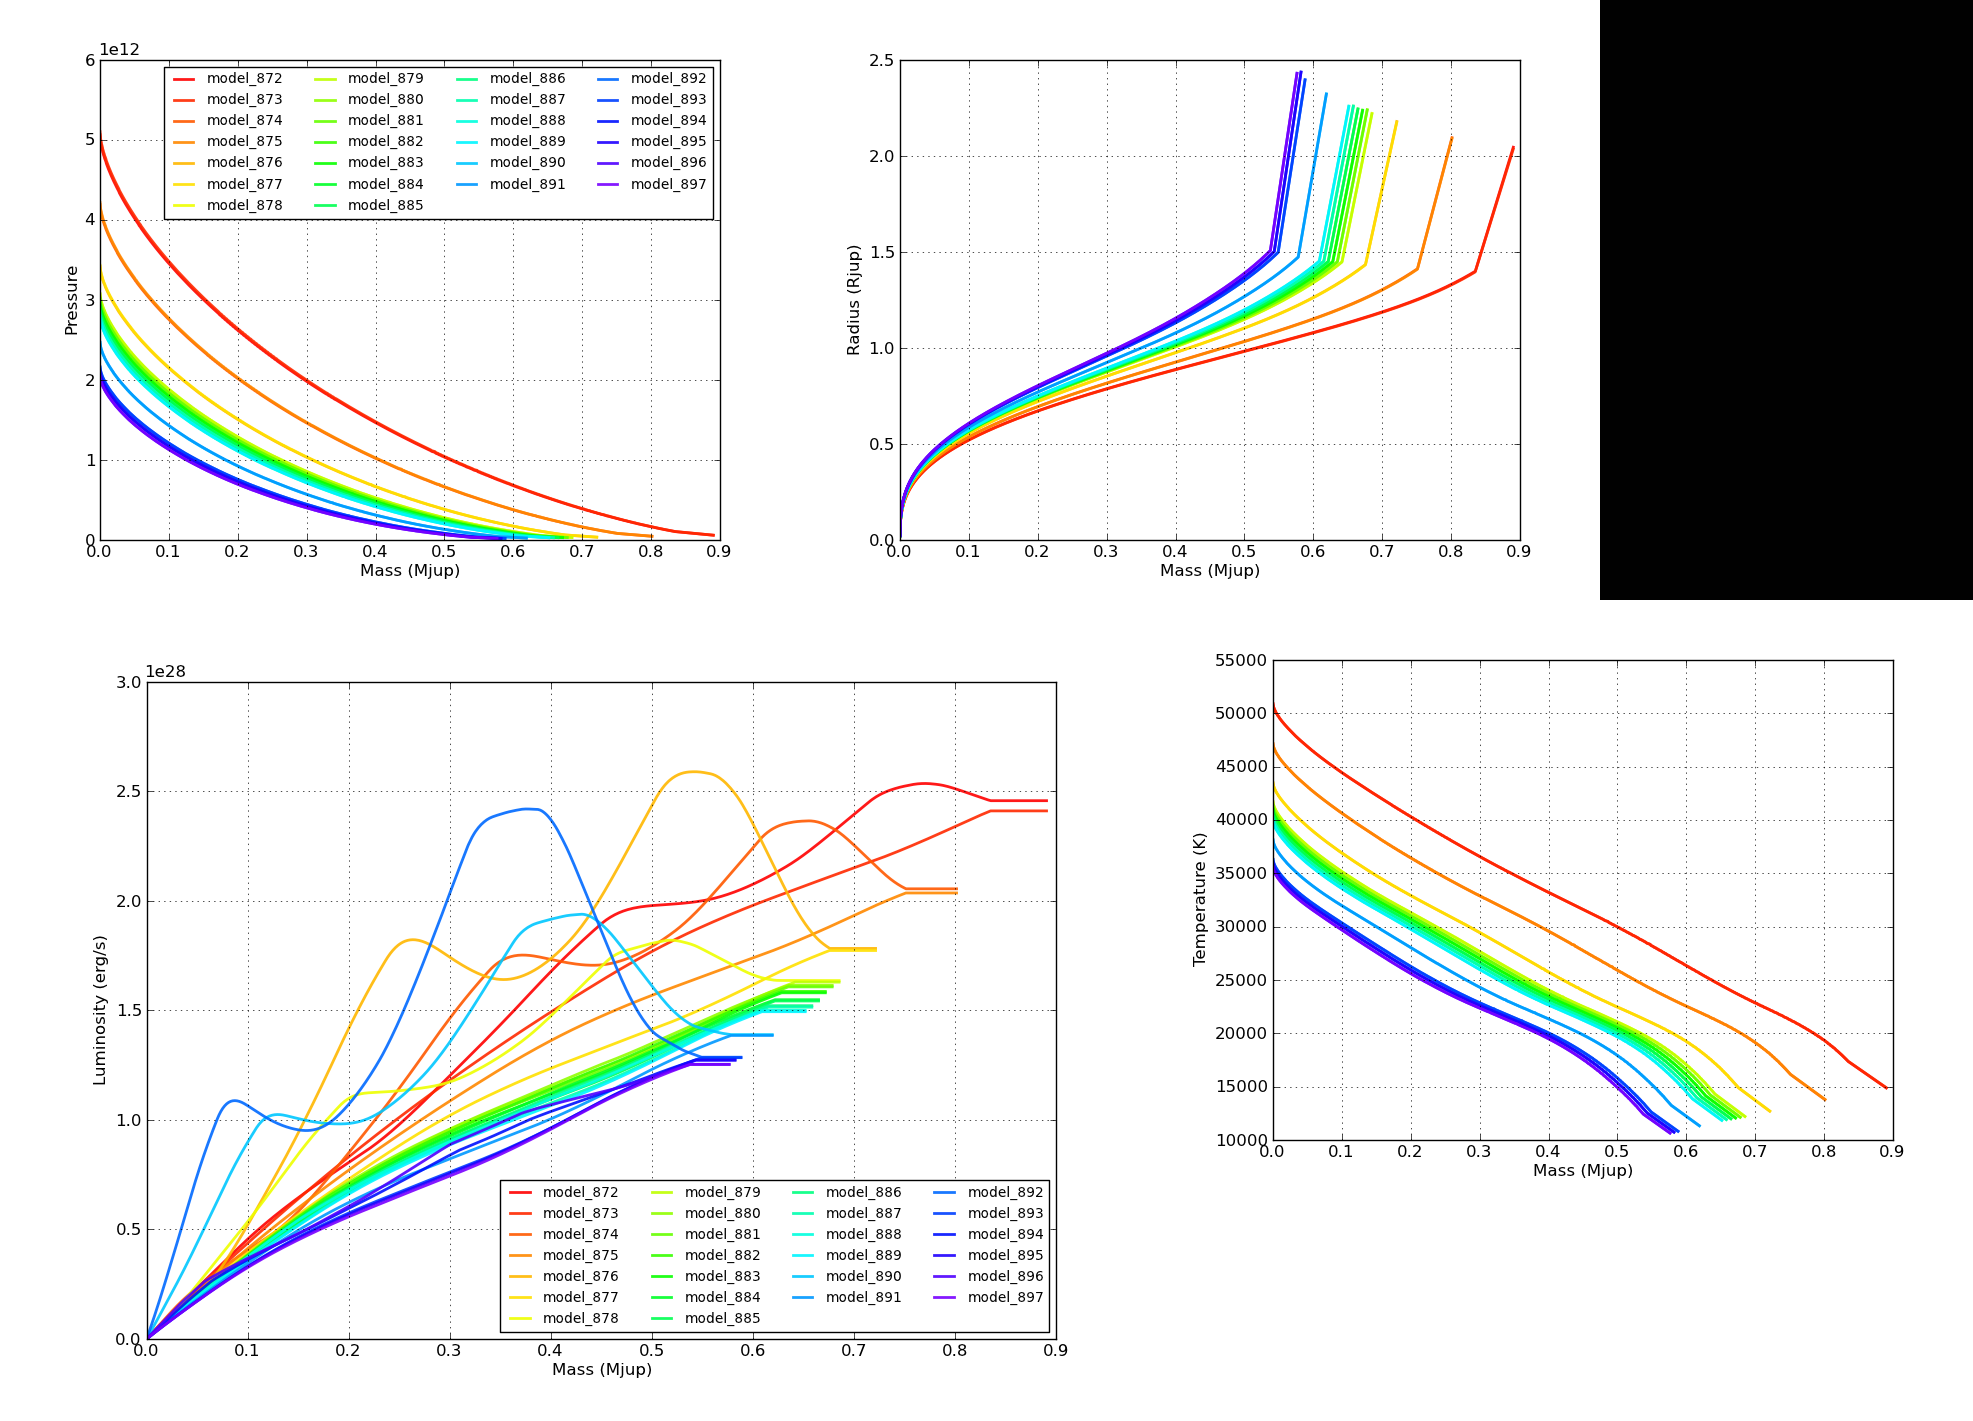 1e12
6
5
4
3
2
1
0
Pressure
model_872 model_879 model_886 model_892
model_873 model_880 model_887 model_893
model_874 model_881 model_888 model_894
model_875 model_882 model_889 model_895
model_876 model_883 model_890 model_896
model_877 model_884 model_891 model_897
model_878 model_885
0.0 0.1 0.2 0.3 0.4 0.5 0.6 0.7 0.8 0.9
Mass (Mjup)
2.5
2.0
1.5
1.0
0.5
0.0
Radius (Rjup)
0.0 0.1 0.2 0.3 0.4 0.5 0.6 0.7 0.8 0.9
Mass (Mjup)
1e28
3.0
2.5
2.0
1.5
1.0
0.5
0.0
Luminosity (erg/s)
model_872 model_879 model_886 model_892
model_873 model_880 model_887 model_893
model_874 model_881 model_888 model_894
model_875 model_882 model_889 model_895
model_876 model_883 model_890 model_896
model_877 model_884 model_891 model_897
model_878 model_885
0.0 0.1 0.2 0.3 0.4 0.5 0.6 0.7 0.8 0.9
Mass (Mjup)
55000
50000
45000
40000
35000
30000
25000
20000
15000
10000
Temperature (K)
0.0 0.1 0.2 0.3 0.4 0.5 0.6 0.7 0.8 0.9
Mass (Mjup)